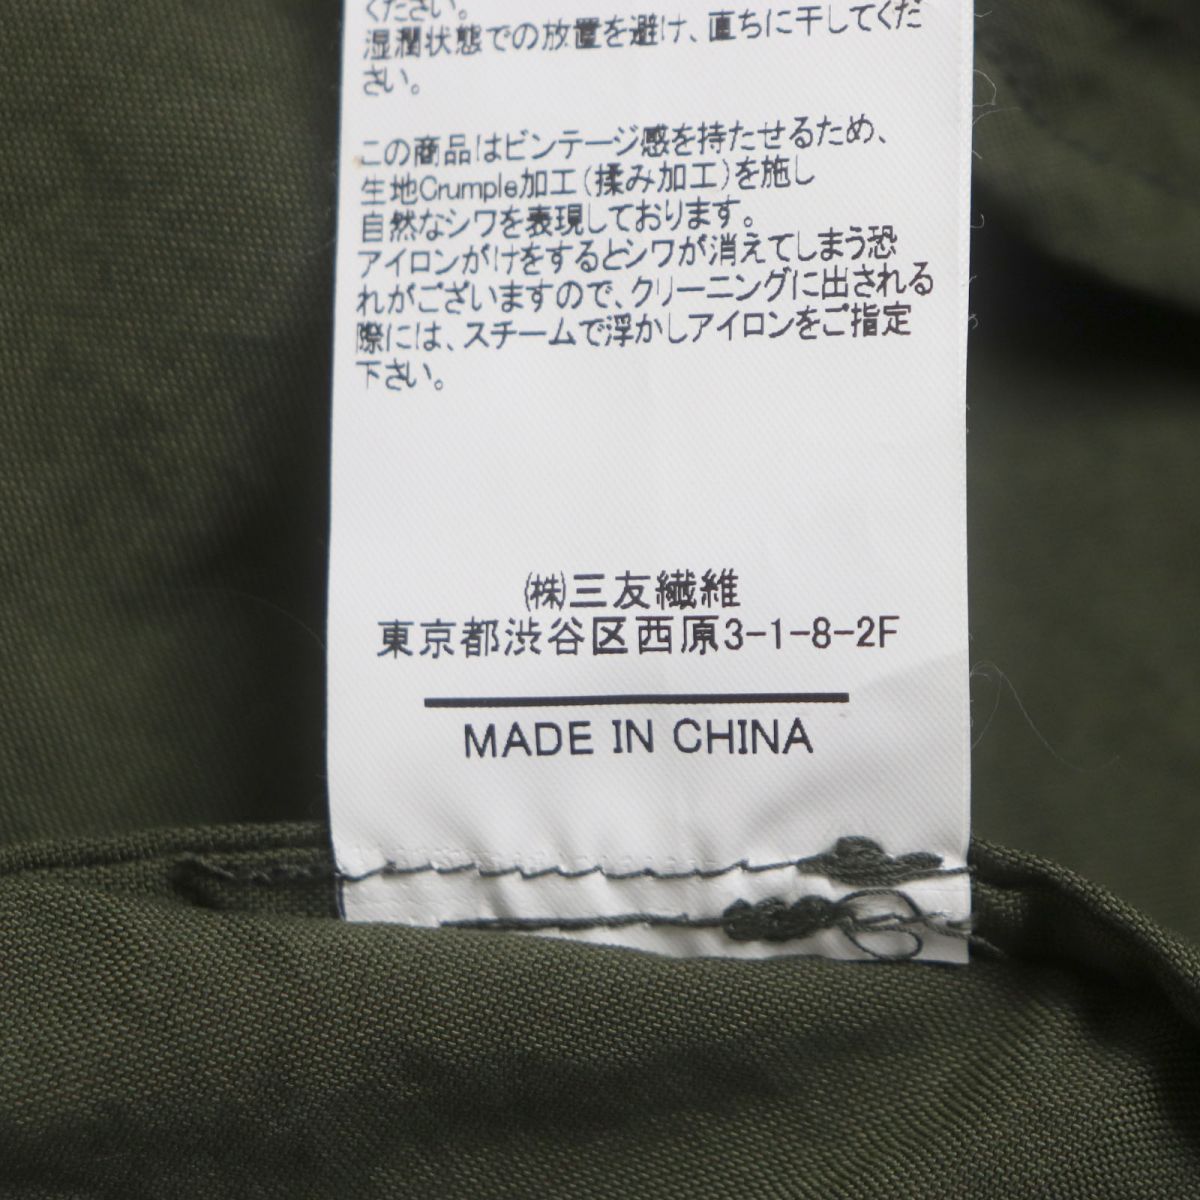 ください。
湿潤状態での放置を避け、直ちに干してくだ
さい。
この商品はビンテージ感を持たせるため、
生地Crumple加工(揉み加工)を施し
自然なシワを表現しております。
アイロンがけをするとシワが消えてしまう恐
れがございますので、クリーニングに出される
際には、スチームで浮かしアイロンをご指定
下さい。
(株)三友繊維
東京都渋谷区西原3-1-8-2F
MADE IN CHINA